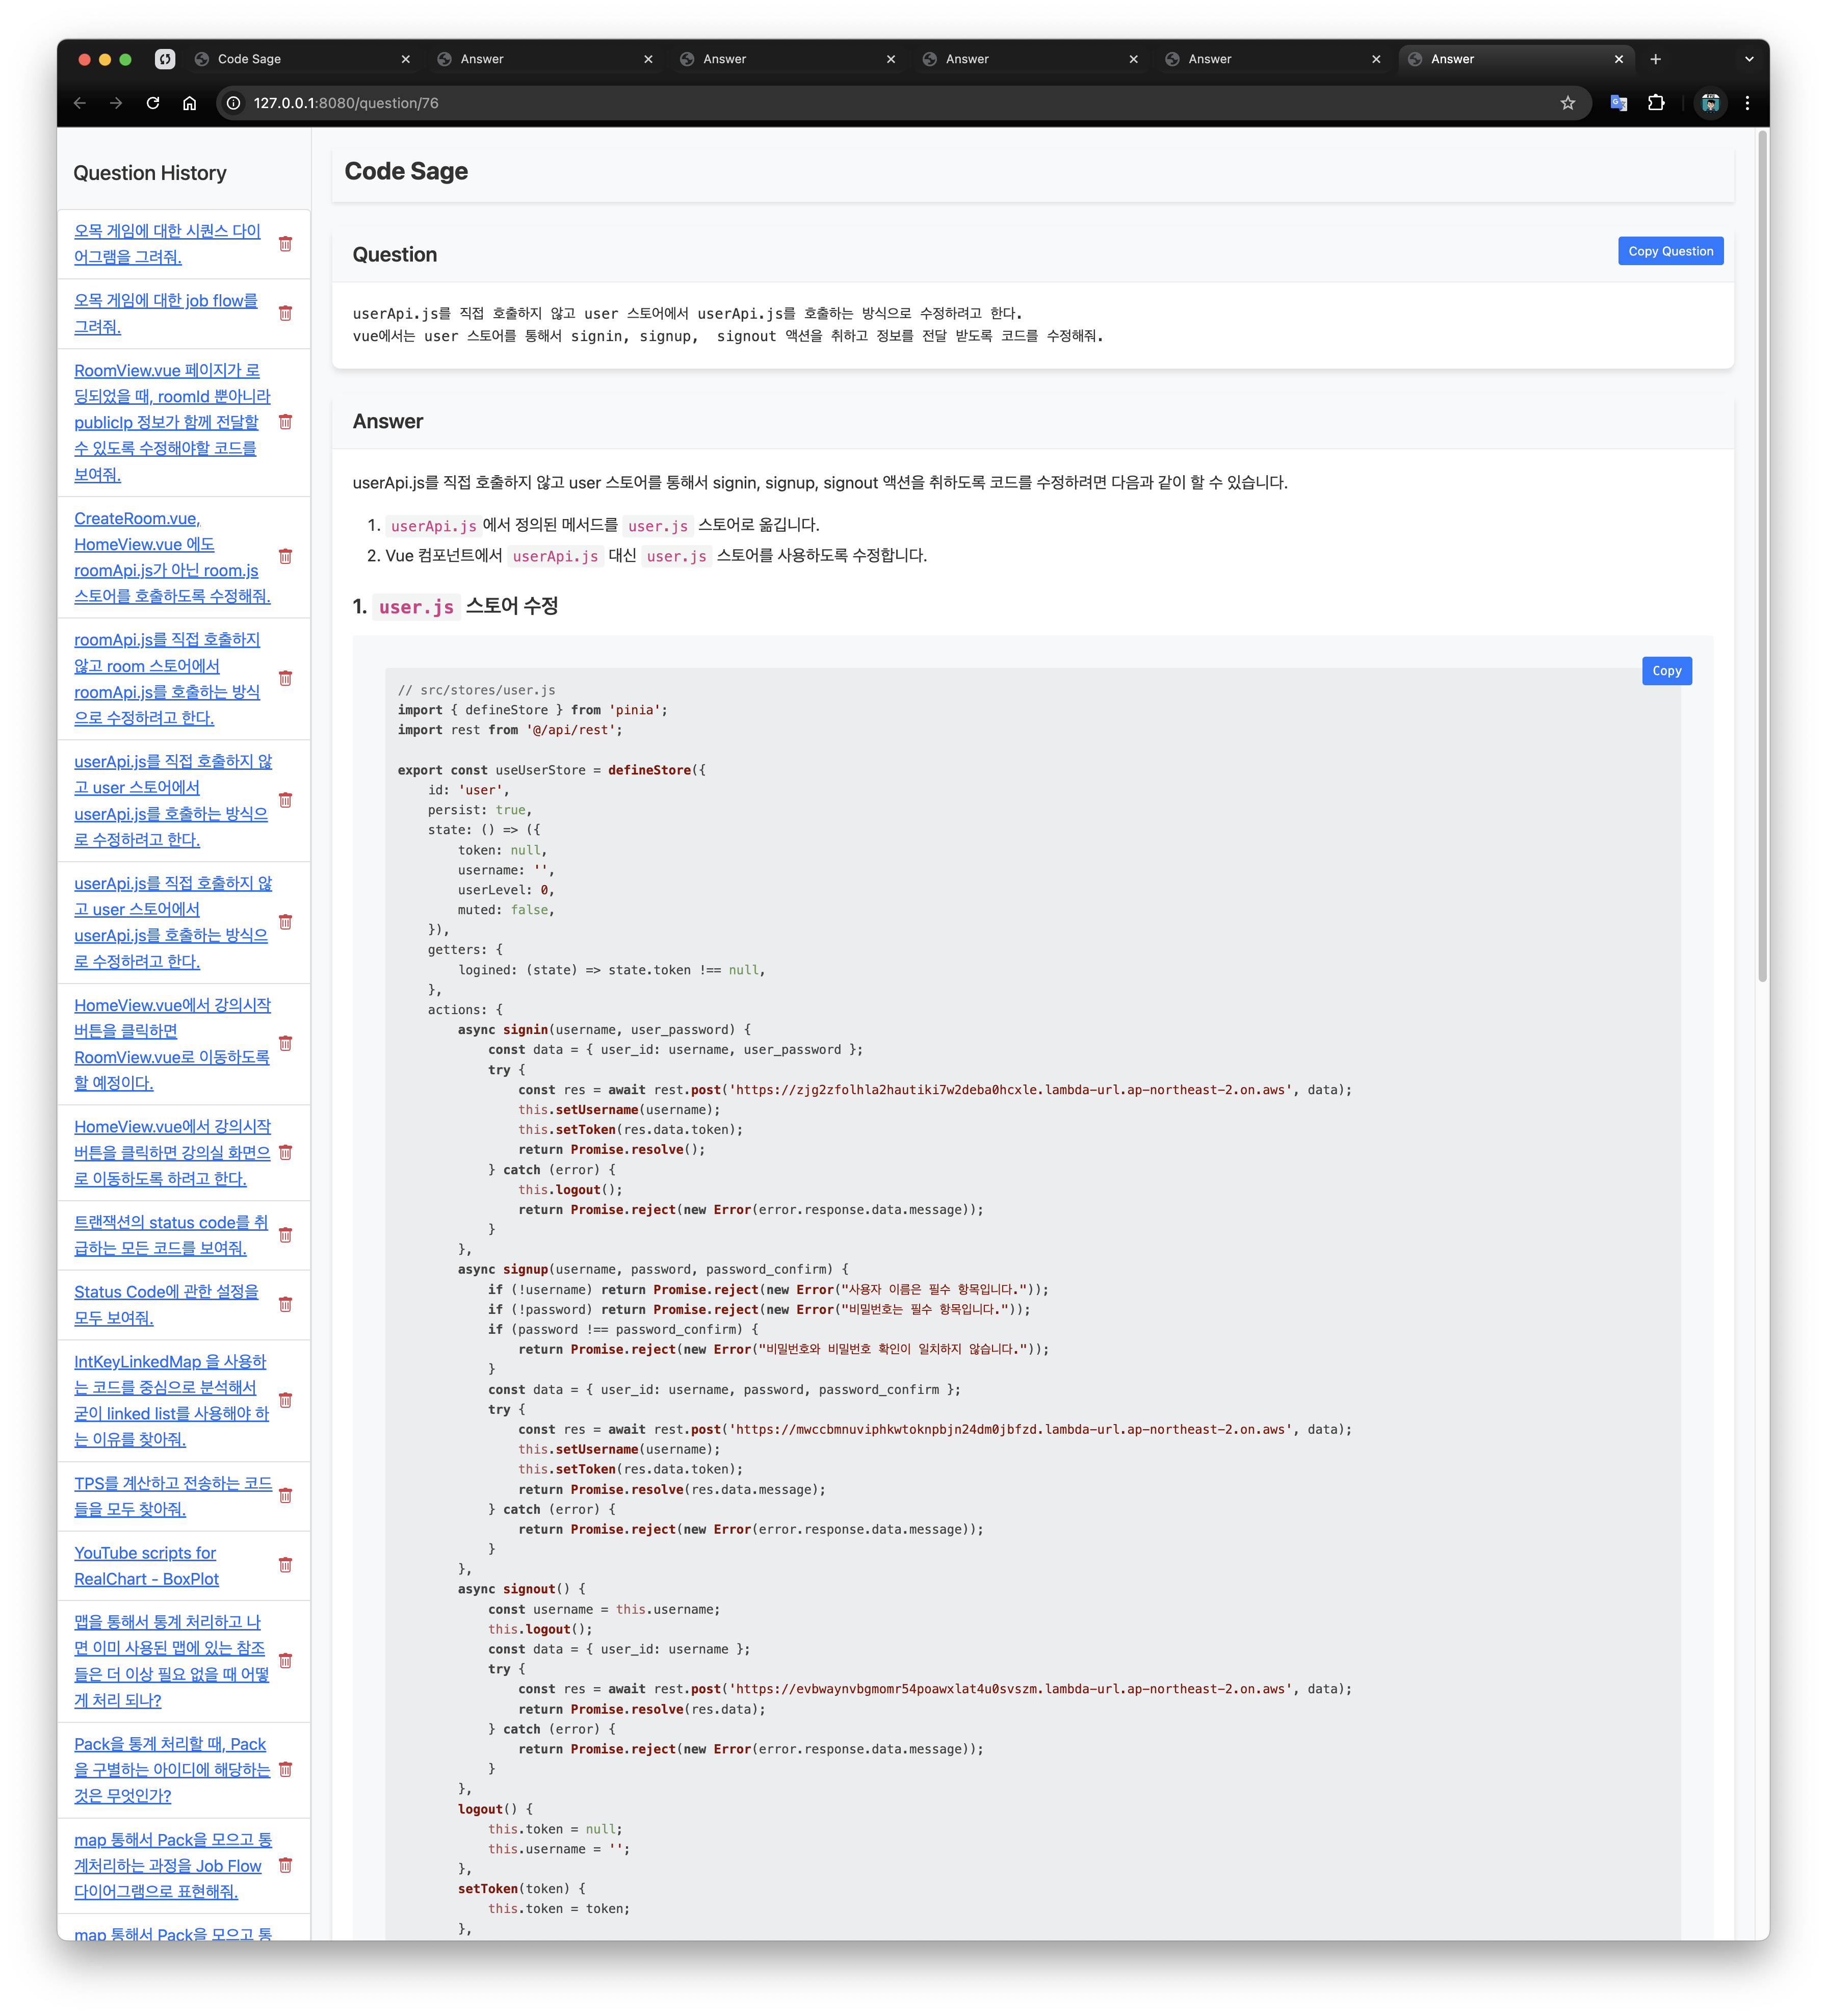 Code Sage
Answer
Answer
Answer
Answer
Answer
127.0.0.1:8080/question/76
Question History
오목 게임에 대한 시퀀스 다이
어그램을 그려줘.
오목 게임에 대한 job flow를
그려줘.
RoomView.vue 페이지가 로
딩되었을 때, roomId 뿐아니라
publicIp 정보가 함께 전달할
수 있도록 수정해야할 코드를
보여줘.
CreateRoom.vue,
HomeView.vue 에도
roomApi.js가 아닌 room.js
스토어를 호출하도록 수정해줘.
roomApi.js를 직접 호출하지
않고 room 스토어에서
roomApi.js를 호출하는 방식
으로 수정하려고 한다.
userApi.js를 직접 호출하지 않
고 user 스토어에서
userApi.js를 호출하는 방식으
로 수정하려고 한다.
userApi.js를 직접 호출하지 않
고 user 스토어에서
userApi.js를 호출하는 방식으
로 수정하려고 한다.
HomeView.vue에서 강의시작
버튼을 클릭하면
RoomView.vue로 이동하도록
할 예정이다.
HomeView.vue에서 강의시작
버튼을 클릭하면 강의실 화면으
로 이동하도록 하려고 한다.
트랜잭션의 status code를 취
급하는 모든 코드를 보여줘.
Status Code에 관한 설정을
모두 보여줘.
IntKeyLinkedMap 을 사용하
는 코드를 중심으로 분석해서
굳이 linked list를 사용해야 하
는 이유를 찾아줘.
TPS를 계산하고 전송하는 코드
들을 모두 찾아줘.
YouTube scripts for
RealChart - BoxPlot
맵을 통해서 통계 처리하고 나
면 이미 사용된 맵에 있는 참조
들은 더 이상 필요 없을 때 어떻
게 처리 되나?
Pack을 통계 처리할 때, Pack
을 구별하는 아이디에 해당하는
것은 무엇인가?
map 통해서 Pack을 모으고 통
계처리하는 과정을 Job Flow
다이어그램으로 표현해줘.
map 통해서 Pack을 모으고 통
Code Sage
Question
Copy Question
userApi.js를 직접 호출하지 않고 user 스토어에서 userApi.js를 호출하는 방식으로 수정하려고 한다.
vue에서는 user 스토어를 통해서 signin, signup,  signout 액션을 취하고 정보를 전달 받도록 코드를 수정해줘.
Answer
userApi.js를 직접 호출하지 않고 user 스토어를 통해서 signin, signup, signout 액션을 취하도록 코드를 수정하려면 다음과 같이 할 수 있습니다.
1. userApi.js 에서 정의된 메서드를 user.js 스토어로 옮깁니다.
2. Vue 컴포넌트에서 userApi.js 대신 user.js 스토어를 사용하도록 수정합니다.
1. user.js 스토어 수정
Copy
// src/stores/user.js
import { defineStore } from 'pinia';
import rest from '@/api/rest';
export const useUserStore = defineStore({
    id: 'user',
    persist: true,
    state: () => ({
        token: null,
        username: '',
        userLevel: 0,
        muted: false,
    }),
    getters: {
        logined: (state) => state.token !== null,
    },
    actions: {
        async signin(username, user_password) {
            const data = { user_id: username, user_password };
            try {
                const res = await rest.post('https://zjg2zfolhla2hautiki7w2deba0hcxle.lambda-url.ap-northeast-2.on.aws', data);
                this.setUsername(username);
                this.setToken(res.data.token);
                return Promise.resolve();
            } catch (error) {
                this.logout();
                return Promise.reject(new Error(error.response.data.message));
            }
        },
        async signup(username, password, password_confirm) {
            if (!username) return Promise.reject(new Error("사용자 이름은 필수 항목입니다."));
            if (!password) return Promise.reject(new Error("비밀번호는 필수 항목입니다."));
            if (password !== password_confirm) {
                return Promise.reject(new Error("비밀번호와 비밀번호 확인이 일치하지 않습니다."));
            }
            const data = { user_id: username, password, password_confirm };
            try {
                const res = await rest.post('https://mwccbmnuviphkwtoknpbjn24dm0jbfzd.lambda-url.ap-northeast-2.on.aws', data);
                this.setUsername(username);
                this.setToken(res.data.token);
                return Promise.resolve(res.data.message);
            } catch (error) {
                return Promise.reject(new Error(error.response.data.message));
            }
        },
        async signout() {
            const username = this.username;
            this.logout();
            const data = { user_id: username };
            try {
                const res = await rest.post('https://evbwaynvbgmomr54poawxlat4u0svszm.lambda-url.ap-northeast-2.on.aws', data);
                return Promise.resolve(res.data);
            } catch (error) {
                return Promise.reject(new Error(error.response.data.message));
            }
        },
        logout() {
            this.token = null;
            this.username = '';
        },
        setToken(token) {
            this.token = token;
        },